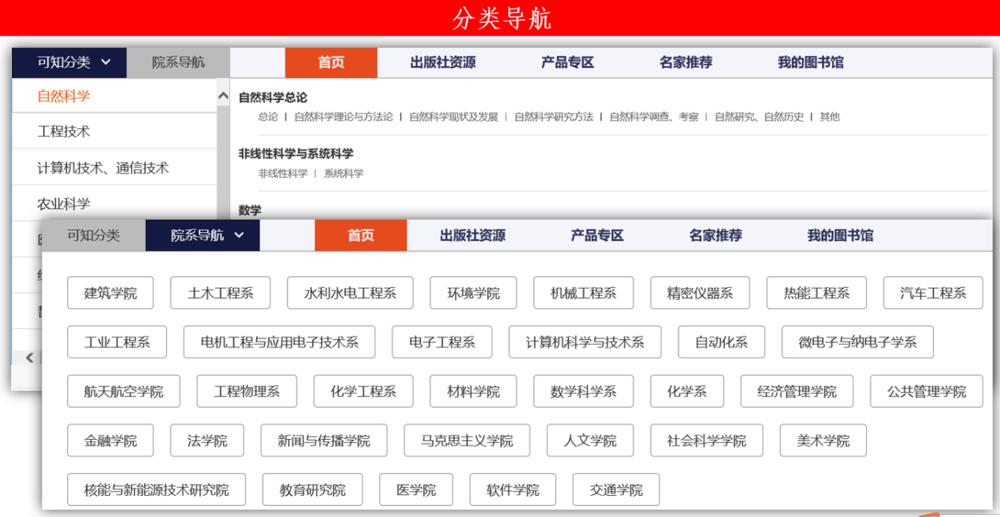 分类导航
可知分类 院系导航 首页 出版社资源 产品专区 名家推荐 我的图书馆
自然科学
工程技术
计算机技术、通信技术
农业科学
自然科学总论
总论 | 自然科学理论与方法论 | 自然科学现状及发展 | 自然科学研究方法 | 自然科学调查、考察 | 自然研究、自然历史 | 其他
非线性科学与系统科学
非线性科学 | 系统科学
数学
可知分类 院系导航 首页 出版社资源 产品专区 名家推荐 我的图书馆
建筑学院 土木工程系 水利水电工程系 环境学院 机械工程系 精密仪器系 热能工程系 汽车工程系
工业工程系 电机工程与应用电子技术系 电子工程系 计算机科学与技术系 自动化系 微电子与纳电子学系
航天航空学院 工程物理系 化学工程系 材料学院 数学科学系 化学系 经济管理学院 公共管理学院
金融学院 法学院 新闻与传播学院 马克思主义学院 人文学院 社会科学学院 美术学院
核能与新能源技术研究院 教育研究院 医学院 软件学院 交通学院